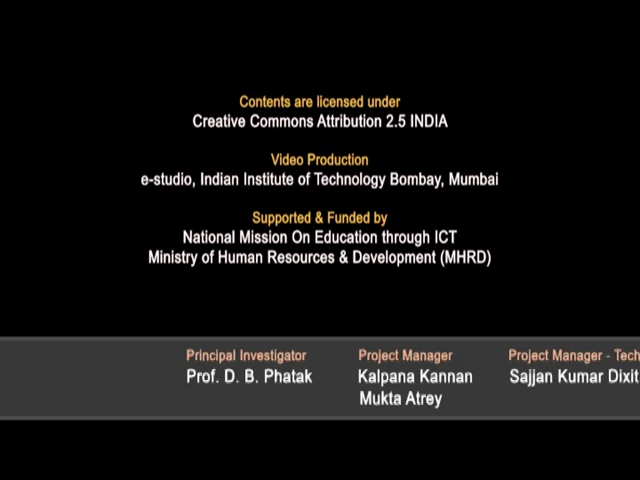 Contents are licensed under
Creative Commons Attribution 2.5 INDIA
Video Production
e-studio, Indian Institute of Technology Bombay, Mumbai
Supported & Funded by
National Mission On Education through ICT
Ministry of Human Resources & Development (MHRD)
Principal Investigator
Prof. D. B. Phatak
Project Manager
Kalpana Kannan
Mukta Atrey
Project Manager - Tech
Sajjan Kumar Dixit